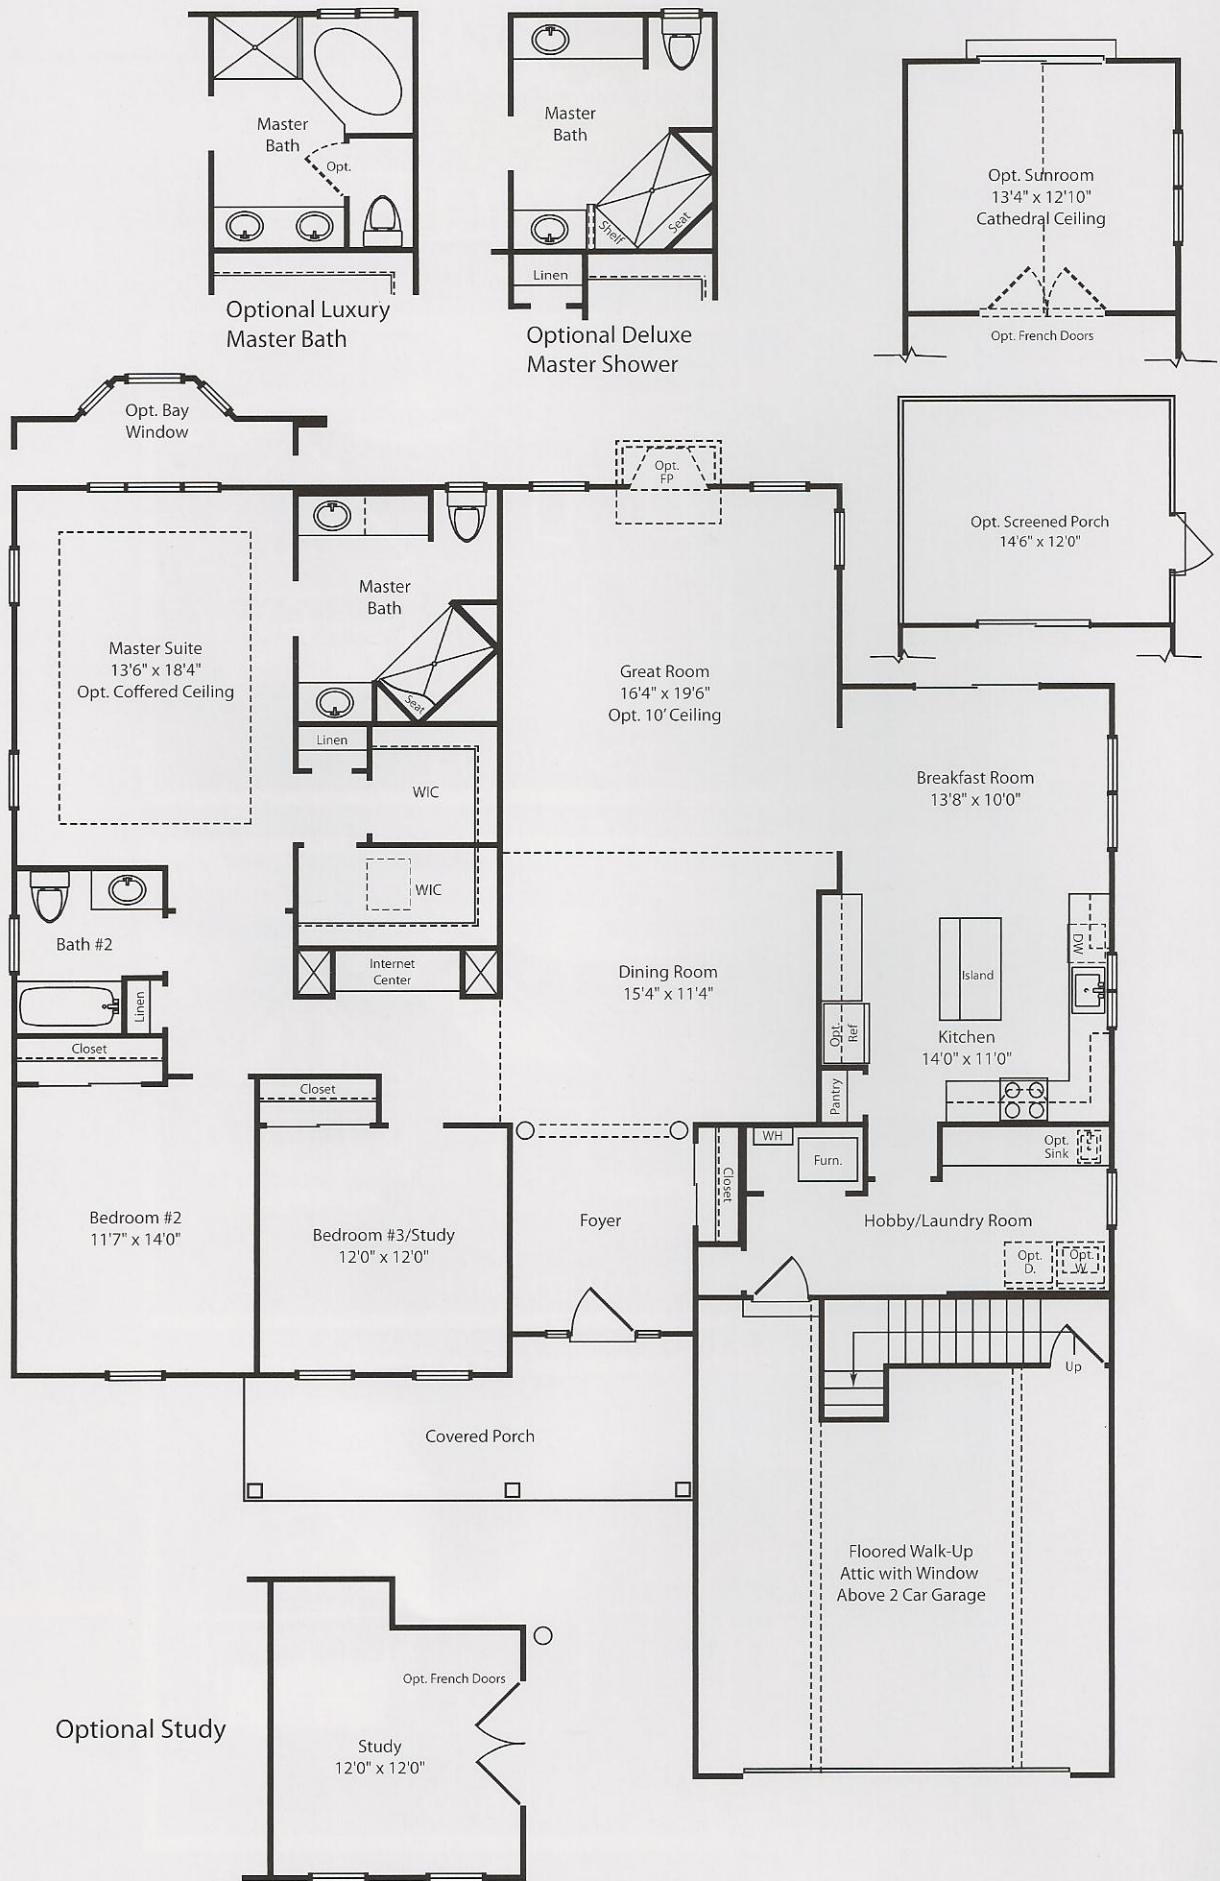 Master
Bath
Opt.
Optional Luxury
Master Bath
Master
Bath
Shelf
Seat
Linen
Optional Deluxe
Master Shower
Opt. Sunroom
13'4" x 12'10"
Cathedral Ceiling
Opt. French Doors
Opt. Bay
Window
Opt.
FP
Opt. Screened Porch
14'6" x 12'0"
Master Suite
13'6" x 18'4"
Opt. Coffered Ceiling
Master
Bath
Seat
Linen
WIC
WIC
Great Room
16'4" x 19'6"
Opt. 10' Ceiling
Breakfast Room
13'8" x 10'0"
Bath #2
Linen
Closet
Internet
Center
Dining Room
15'4" x 11'4"
Island
DW
Opt.
Ref
Kitchen
14'0" x 11'0"
Pantry
Closet
WH
Furn.
Opt.
Sink
Closet
Bedroom #2
11'7" x 14'0"
Bedroom #3/Study
12'0" x 12'0"
Foyer
Hobby/Laundry Room
Opt.
D.
Opt.
W.
Up
Covered Porch
Floored Walk-Up
Attic with Window
Above 2 Car Garage
Optional Study
Opt. French Doors
Study
12'0" x 12'0"